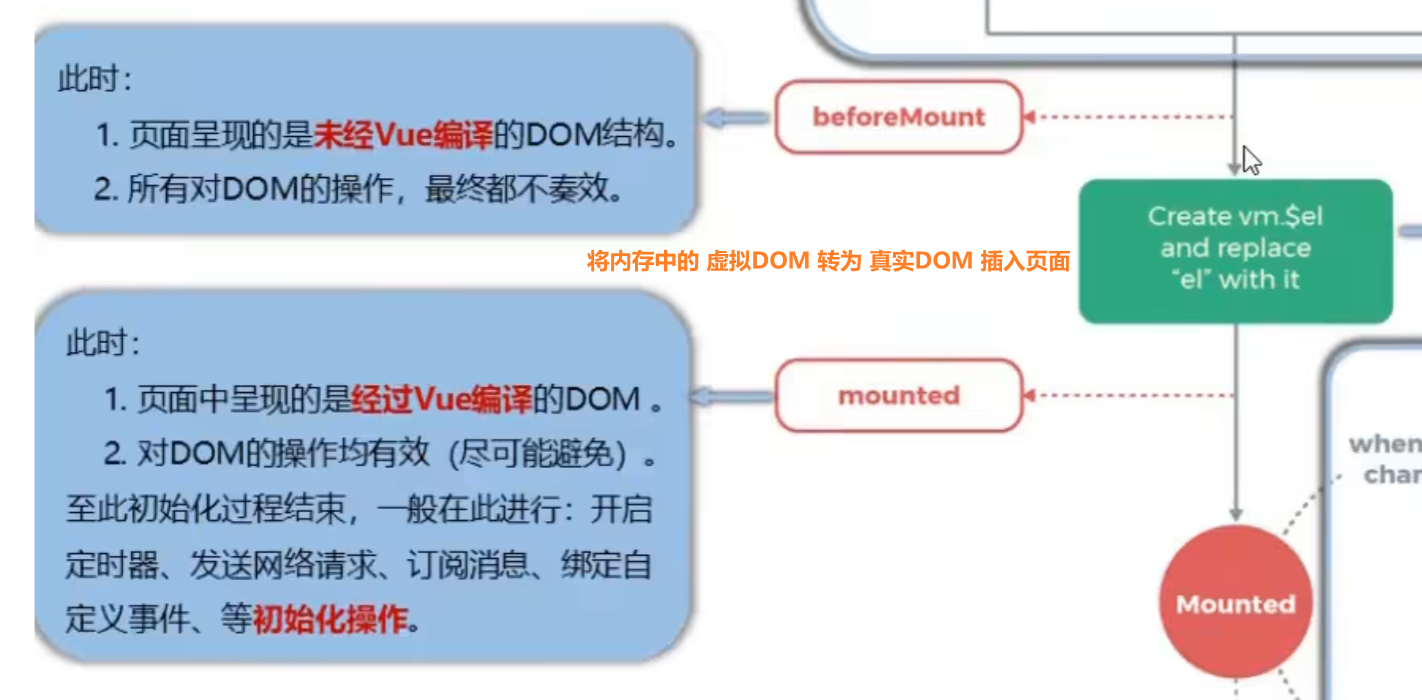 此时：
1. 页面呈现的是未经Vue编译的DOM结构。
2. 所有对DOM的操作，最终都不奏效。
beforeMount
Create vm.$el
and replace
“el” with it
将内存中的 虚拟DOM 转为 真实DOM 插入页面
此时：
1. 页面中呈现的是经过Vue编译的DOM 。
2. 对DOM的操作均有效（尽可能避免）。
至此初始化过程结束，一般在此进行：开启
定时器、发送网络请求、订阅消息、绑定自
定义事件、等初始化操作。
mounted
when
Mounted